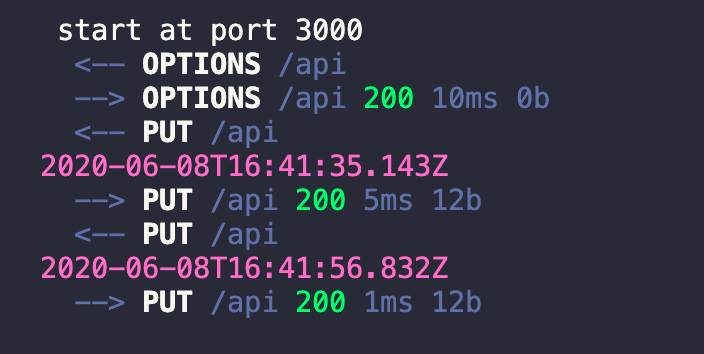 start at port 3000
<-- OPTIONS /api
--> OPTIONS /api 200 10ms 0b
<-- PUT /api
2020-06-08T16:41:35.143Z
--> PUT /api 200 5ms 12b
<-- PUT /api
2020-06-08T16:41:56.832Z
--> PUT /api 200 1ms 12b